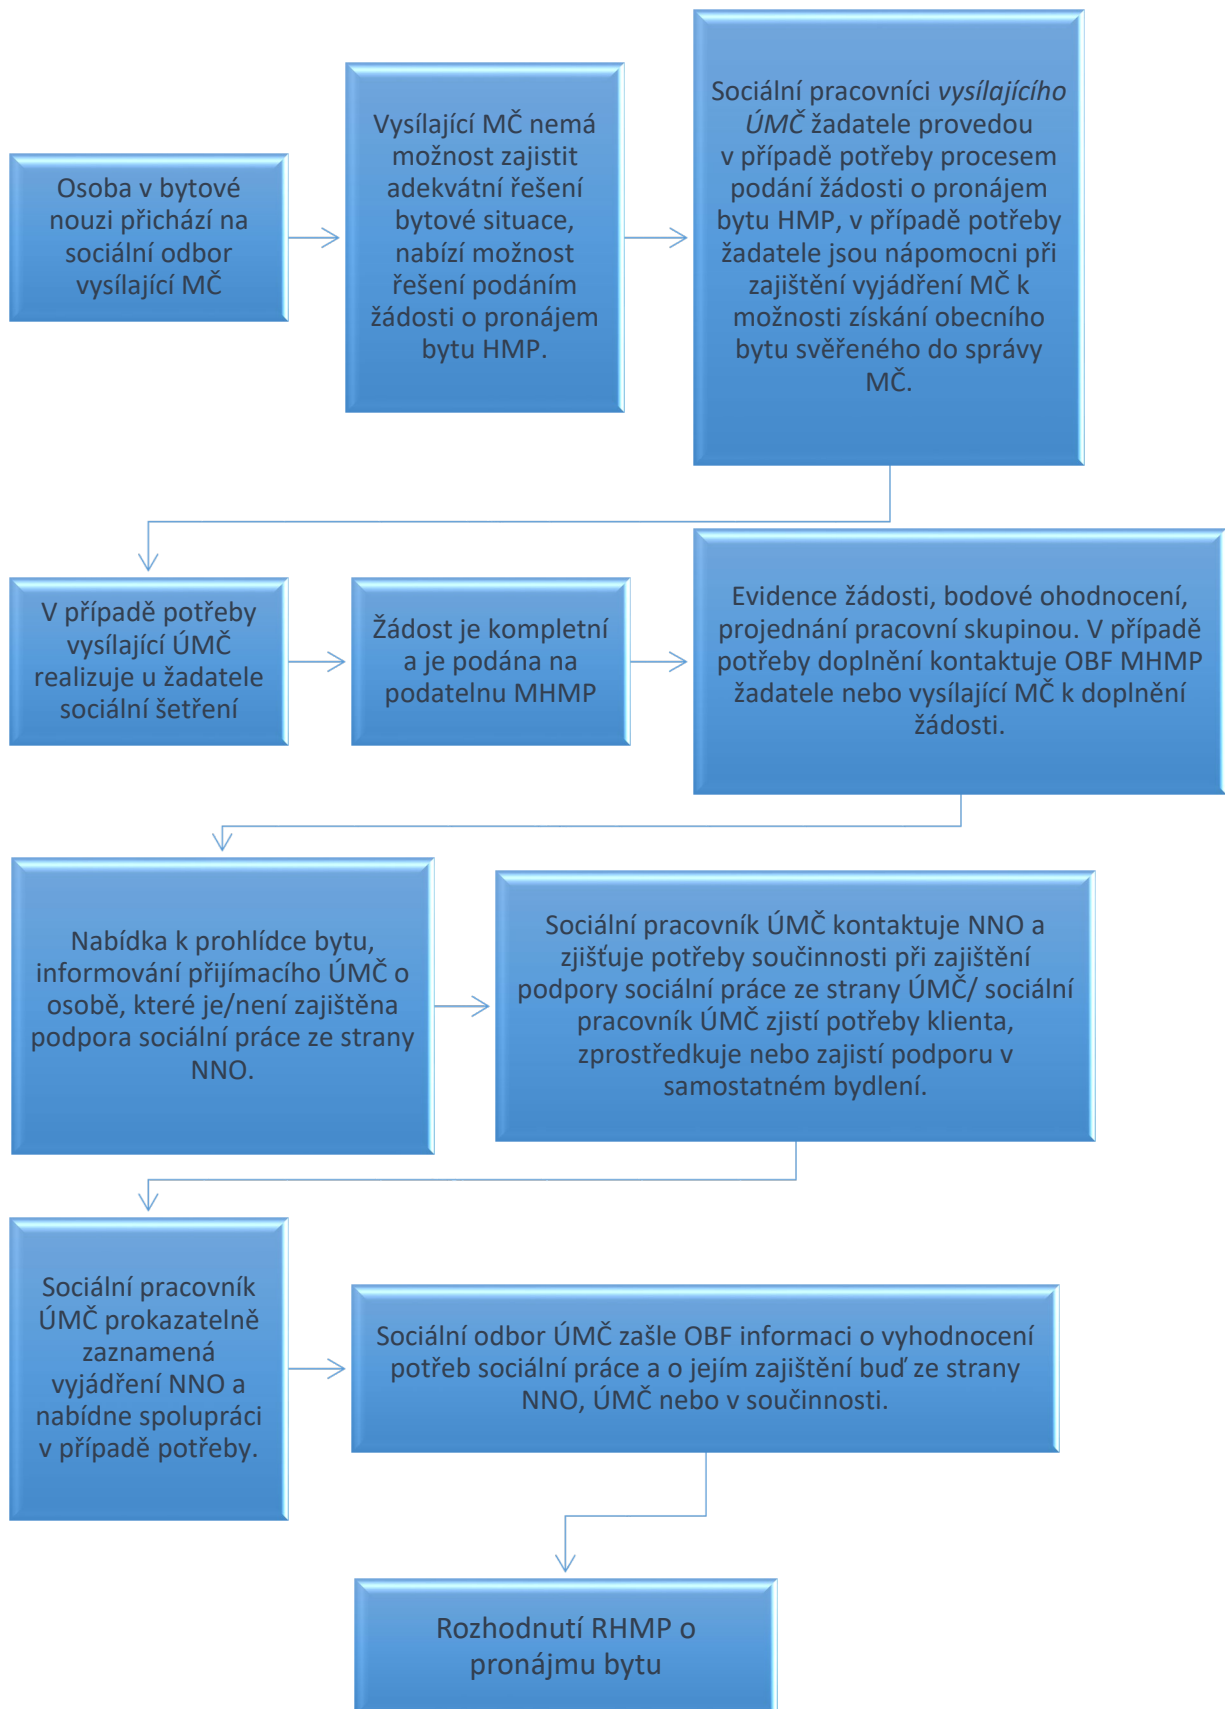 Osoba v bytové
nouzi přichází na
sociální odbor
vysílající MČ
Vysílající MČ nemá
možnost zajistit
adekvátní řešení
bytové situace,
nabízí možnost
řešení podáním
žádosti o pronájem
bytu HMP.
Sociální pracovníci vysílajícího
ÚMČ žadatele provedou
v případě potřeby procesem
podání žádosti o pronájem
bytu HMP, v případě potřeby
žadatele jsou nápomocni při
zajištění vyjádření MČ k
možnosti získání obecního
bytu svěřeného do správy
MČ.
V případě potřeby
vysílající ÚMČ
realizuje u žadatele
sociální šetření
Žádost je kompletní
a je podána na
podatelnu MHMP
Evidence žádosti, bodové ohodnocení,
projednání pracovní skupinou. V případě
potřeby doplnění kontaktuje OBF MHMP
žadatele nebo vysílající MČ k doplnění
žádosti.
Nabídka k prohlídce bytu,
informování přijímacího ÚMČ o
osobě, které je/není zajištěna
podpora sociální práce ze strany
NNO.
Sociální pracovník ÚMČ kontaktuje NNO a
zjišťuje potřeby součinnosti při zajištění
podpory sociální práce ze strany ÚMČ/ sociální
pracovník ÚMČ zjistí potřeby klienta,
zprostředkuje nebo zajistí podporu v
samostatném bydlení.
Sociální pracovník
ÚMČ prokazatelně
zaznamená
vyjádření NNO a
nabídne spolupráci
v případě potřeby.
Sociální odbor ÚMČ zašle OBF informaci o vyhodnocení
potřeb sociální práce a o jejím zajištění buď ze strany
NNO, ÚMČ nebo v součinnosti.
Rozhodnutí RHMP o
pronájmu bytu